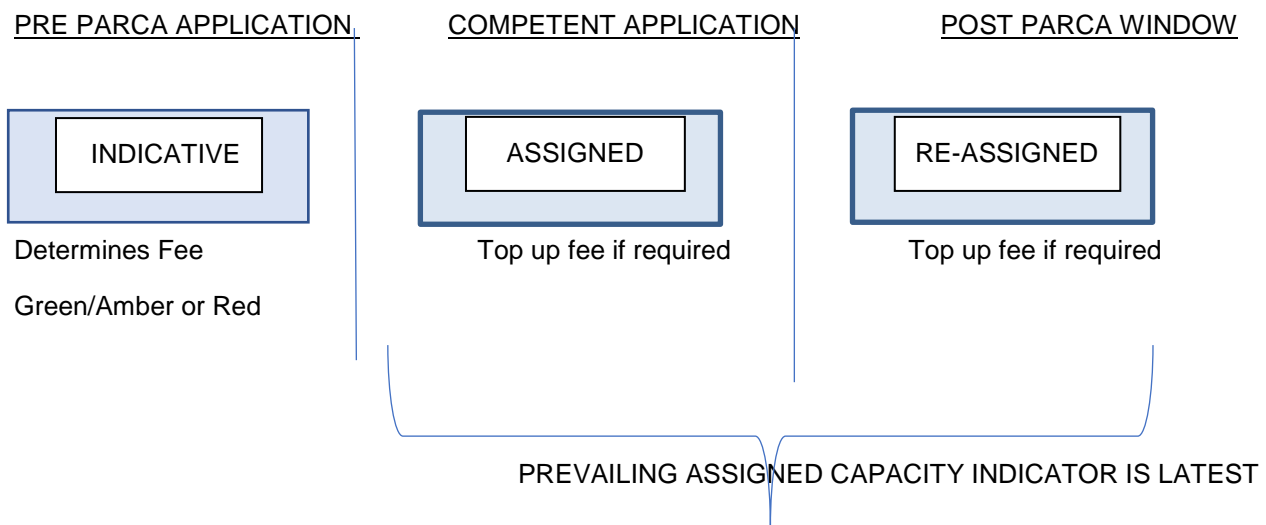 PRE PARCA APPLICATION COMPETENT APPLICATION POST PARCA WINDOW
INDICATIVE ASSIGNED RE-ASSIGNED
Determines Fee Top up fee if required Top up fee if required
Green/Amber or Red
PREVAILING ASSIGNED CAPACITY INDICATOR IS LATEST